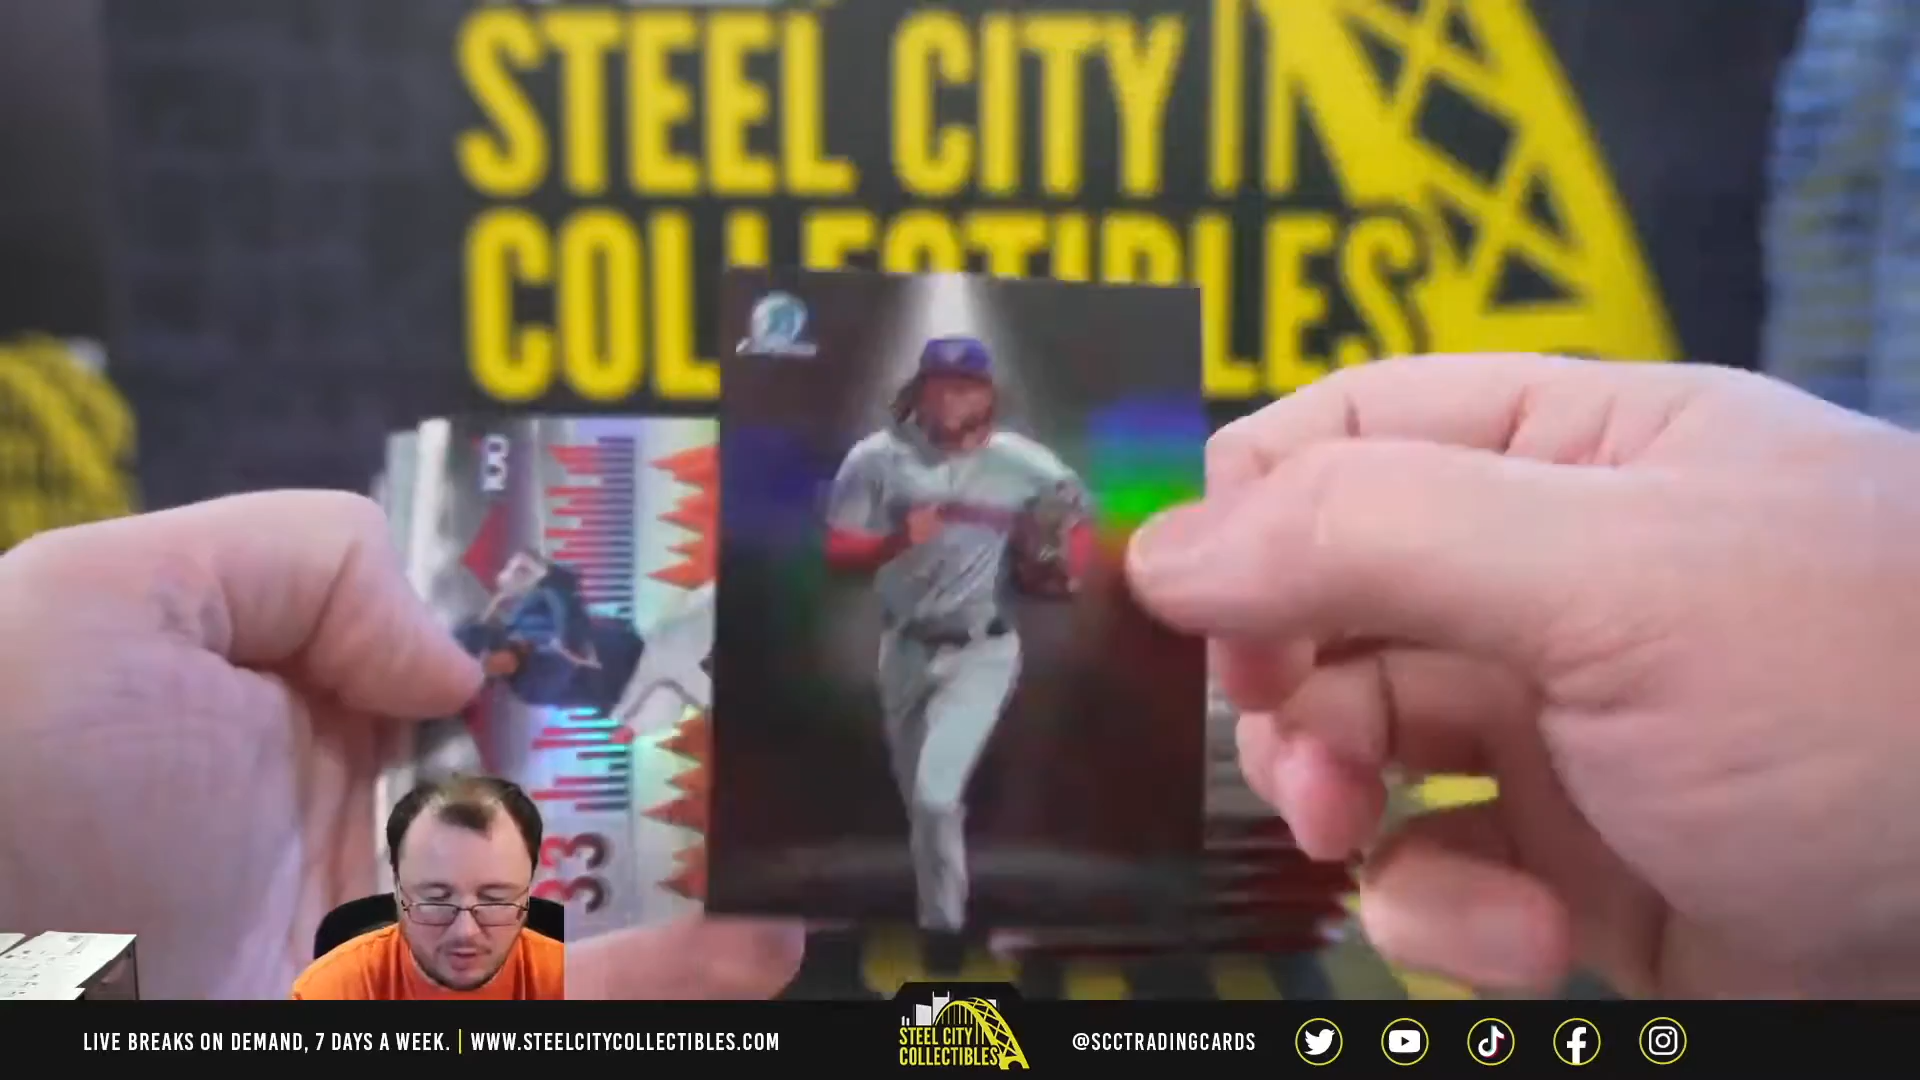 STEEL CITY
COLLECTIBLES
100
33
LIVE BREAKS ON DEMAND, 7 DAYS A WEEK. | WWW.STEELCITYCOLLECTIBLES.COM
STEEL CITY
COLLECTIBLES
@SCCTRADINGCARDS